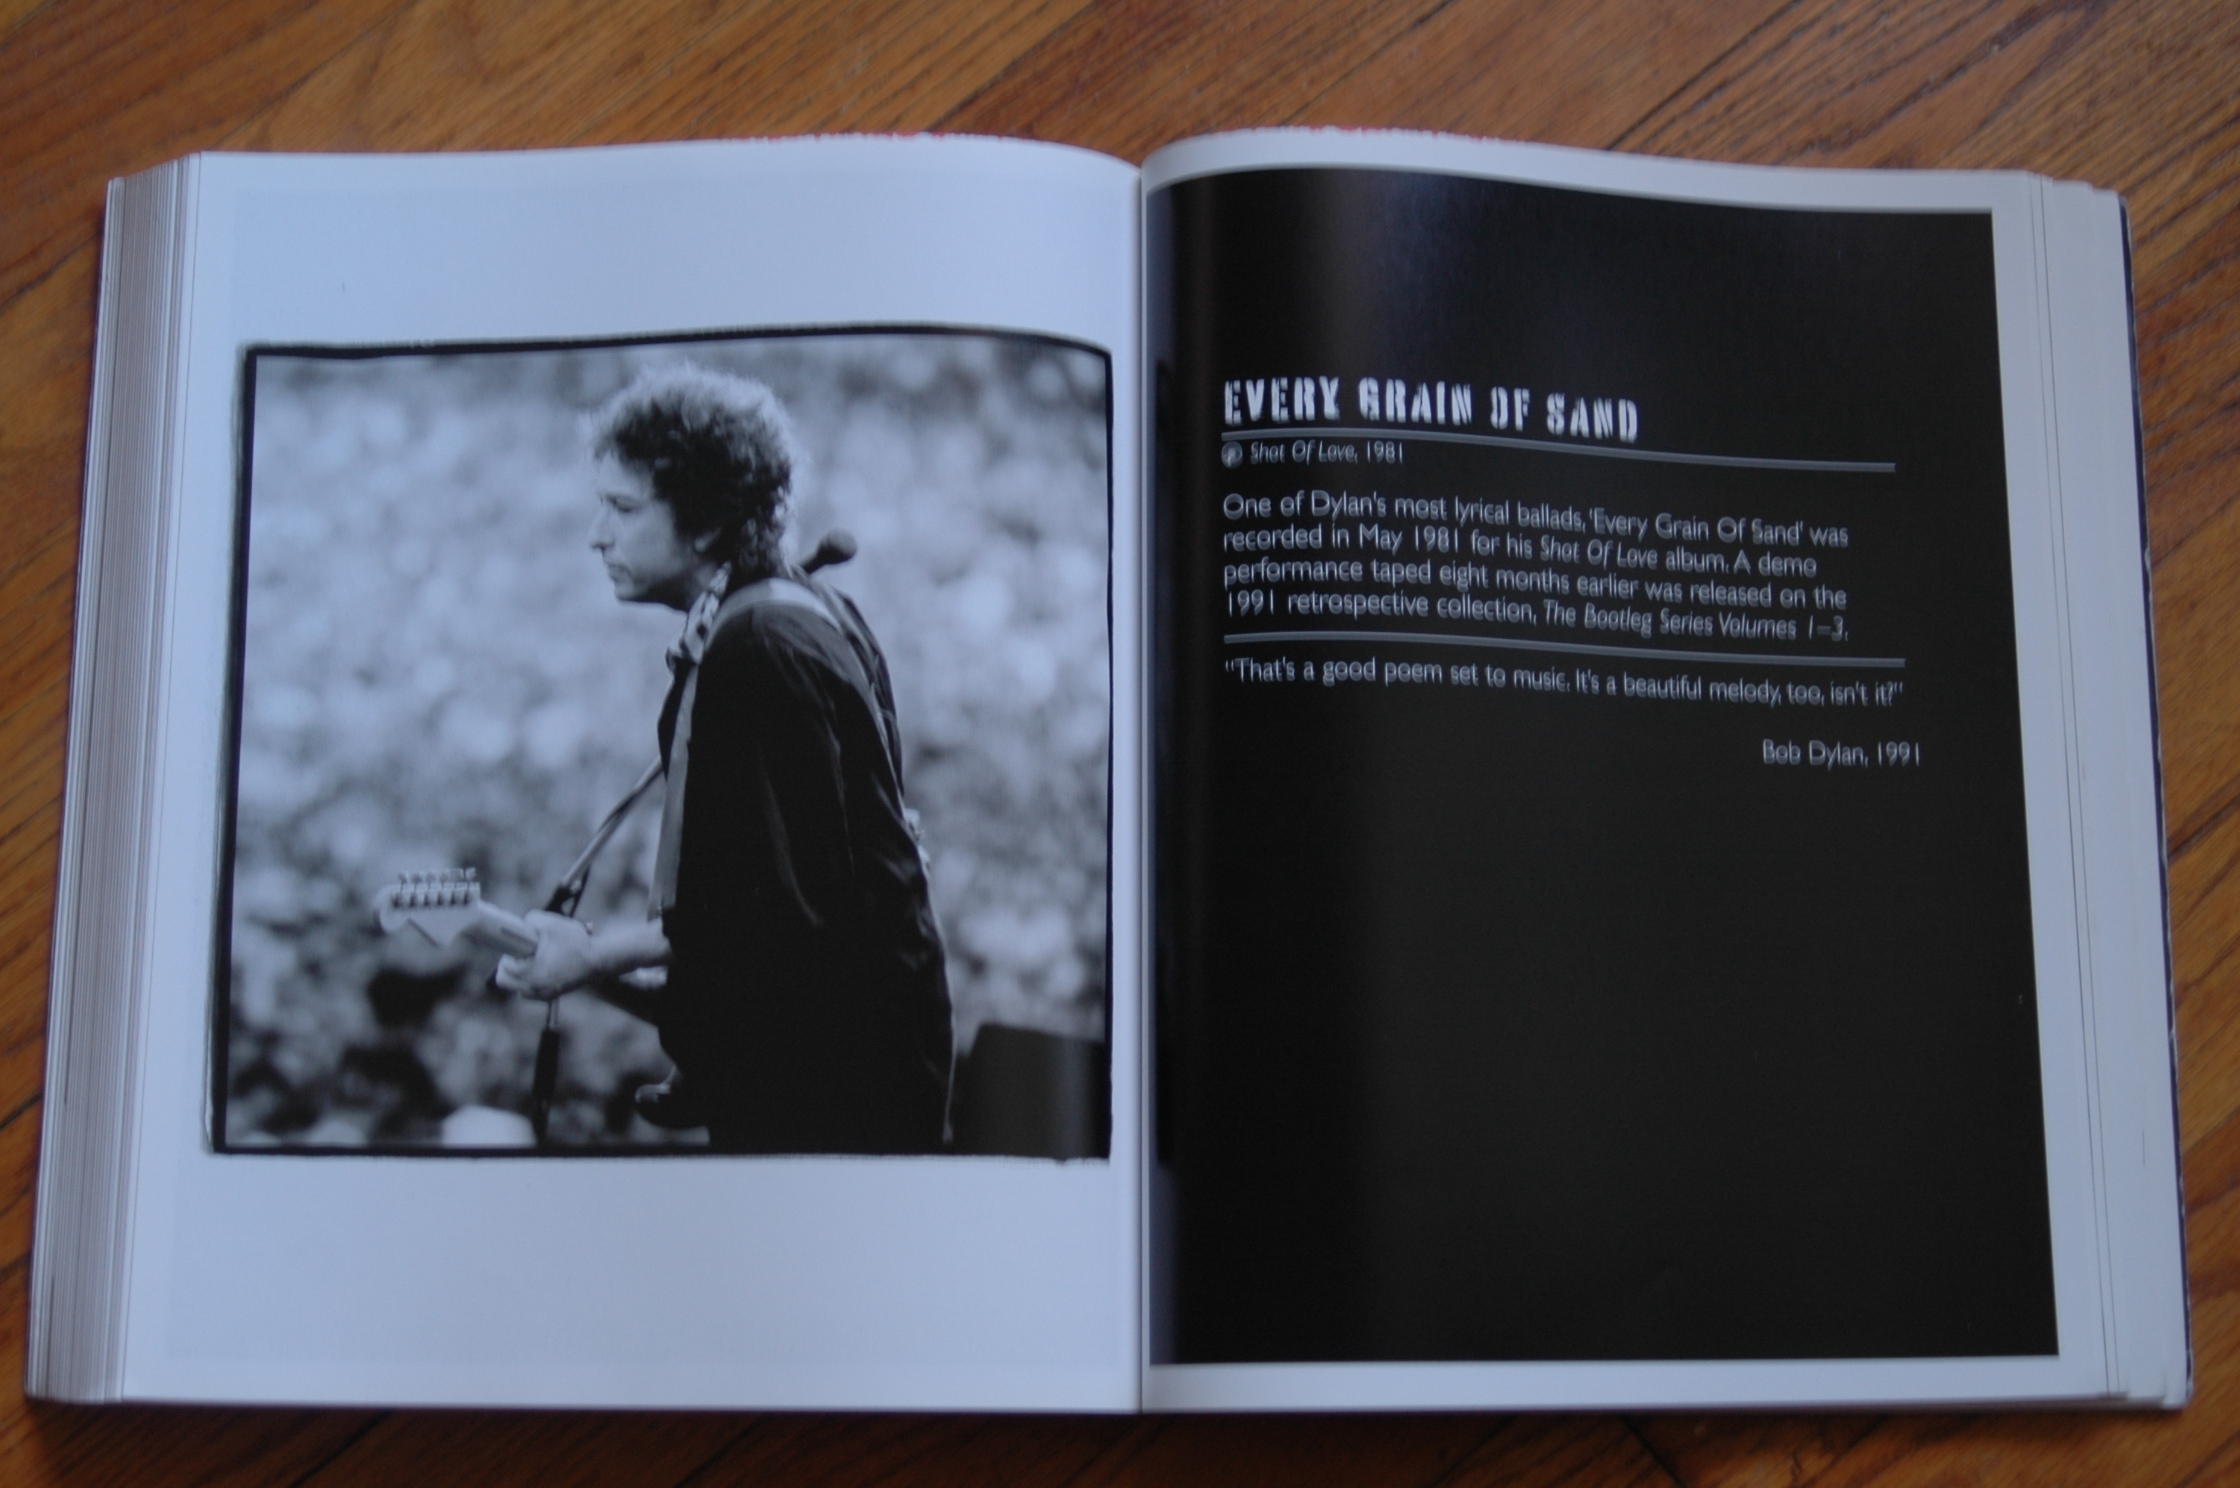 EVERY GRAIN OF SAND
Shot Of Love, 1981
One of Dylan's most lyrical ballads, 'Every Grain Of Sand' was
recorded in May 1981 for his Shot Of Love album. A demo
performance taped eight months earlier was released on the
1991 retrospective collection, The Bootleg Series Volumes 1–3.
"That's a good poem set to music. It's a beautiful melody, too, isn't it?"
Bob Dylan, 1991